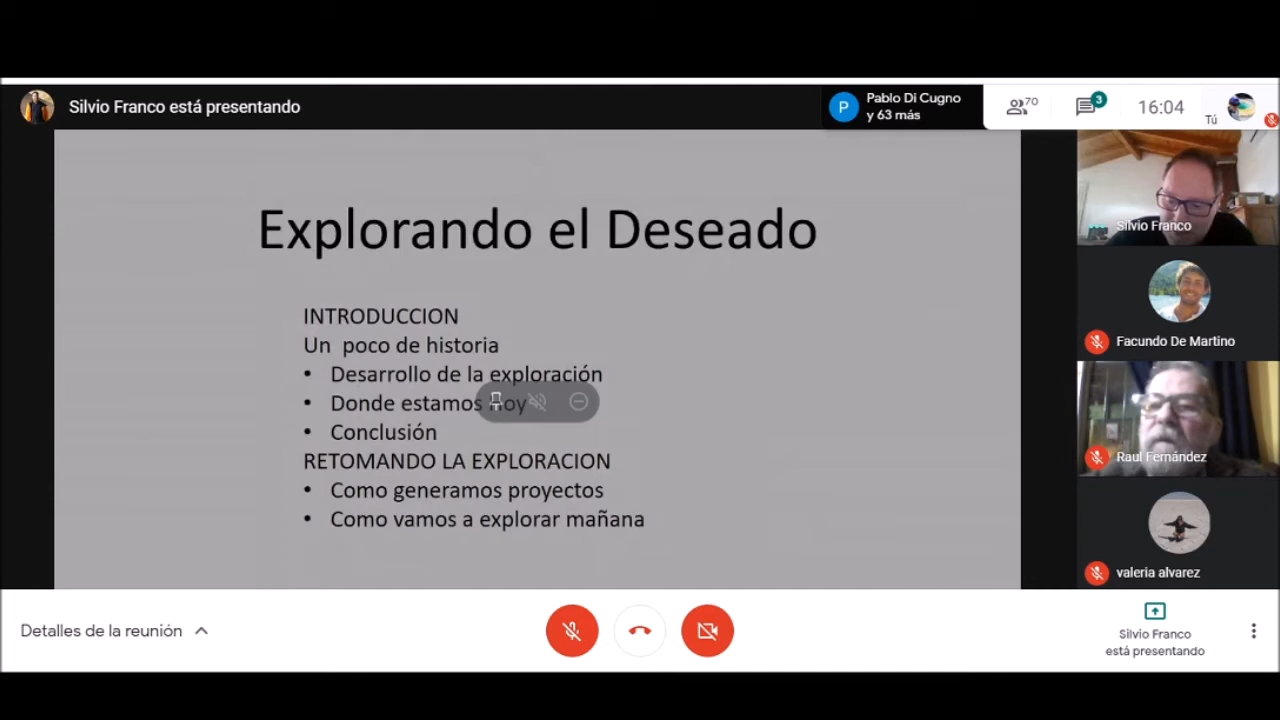 Silvio Franco está presentando
P
Pablo Di Cugno
y 63 más
70
3
16:04
Tú
Explorando el Deseado
INTRODUCCION
Un poco de historia
• Desarrollo de la exploración
• Donde estamos hoy
• Conclusión
RETOMANDO LA EXPLORACION
• Como generamos proyectos
• Como vamos a explorar mañana
Silvio Franco
Facundo De Martino
Raul Fernández
valeria alvarez
Detalles de la reunión
Silvio Franco
está presentando